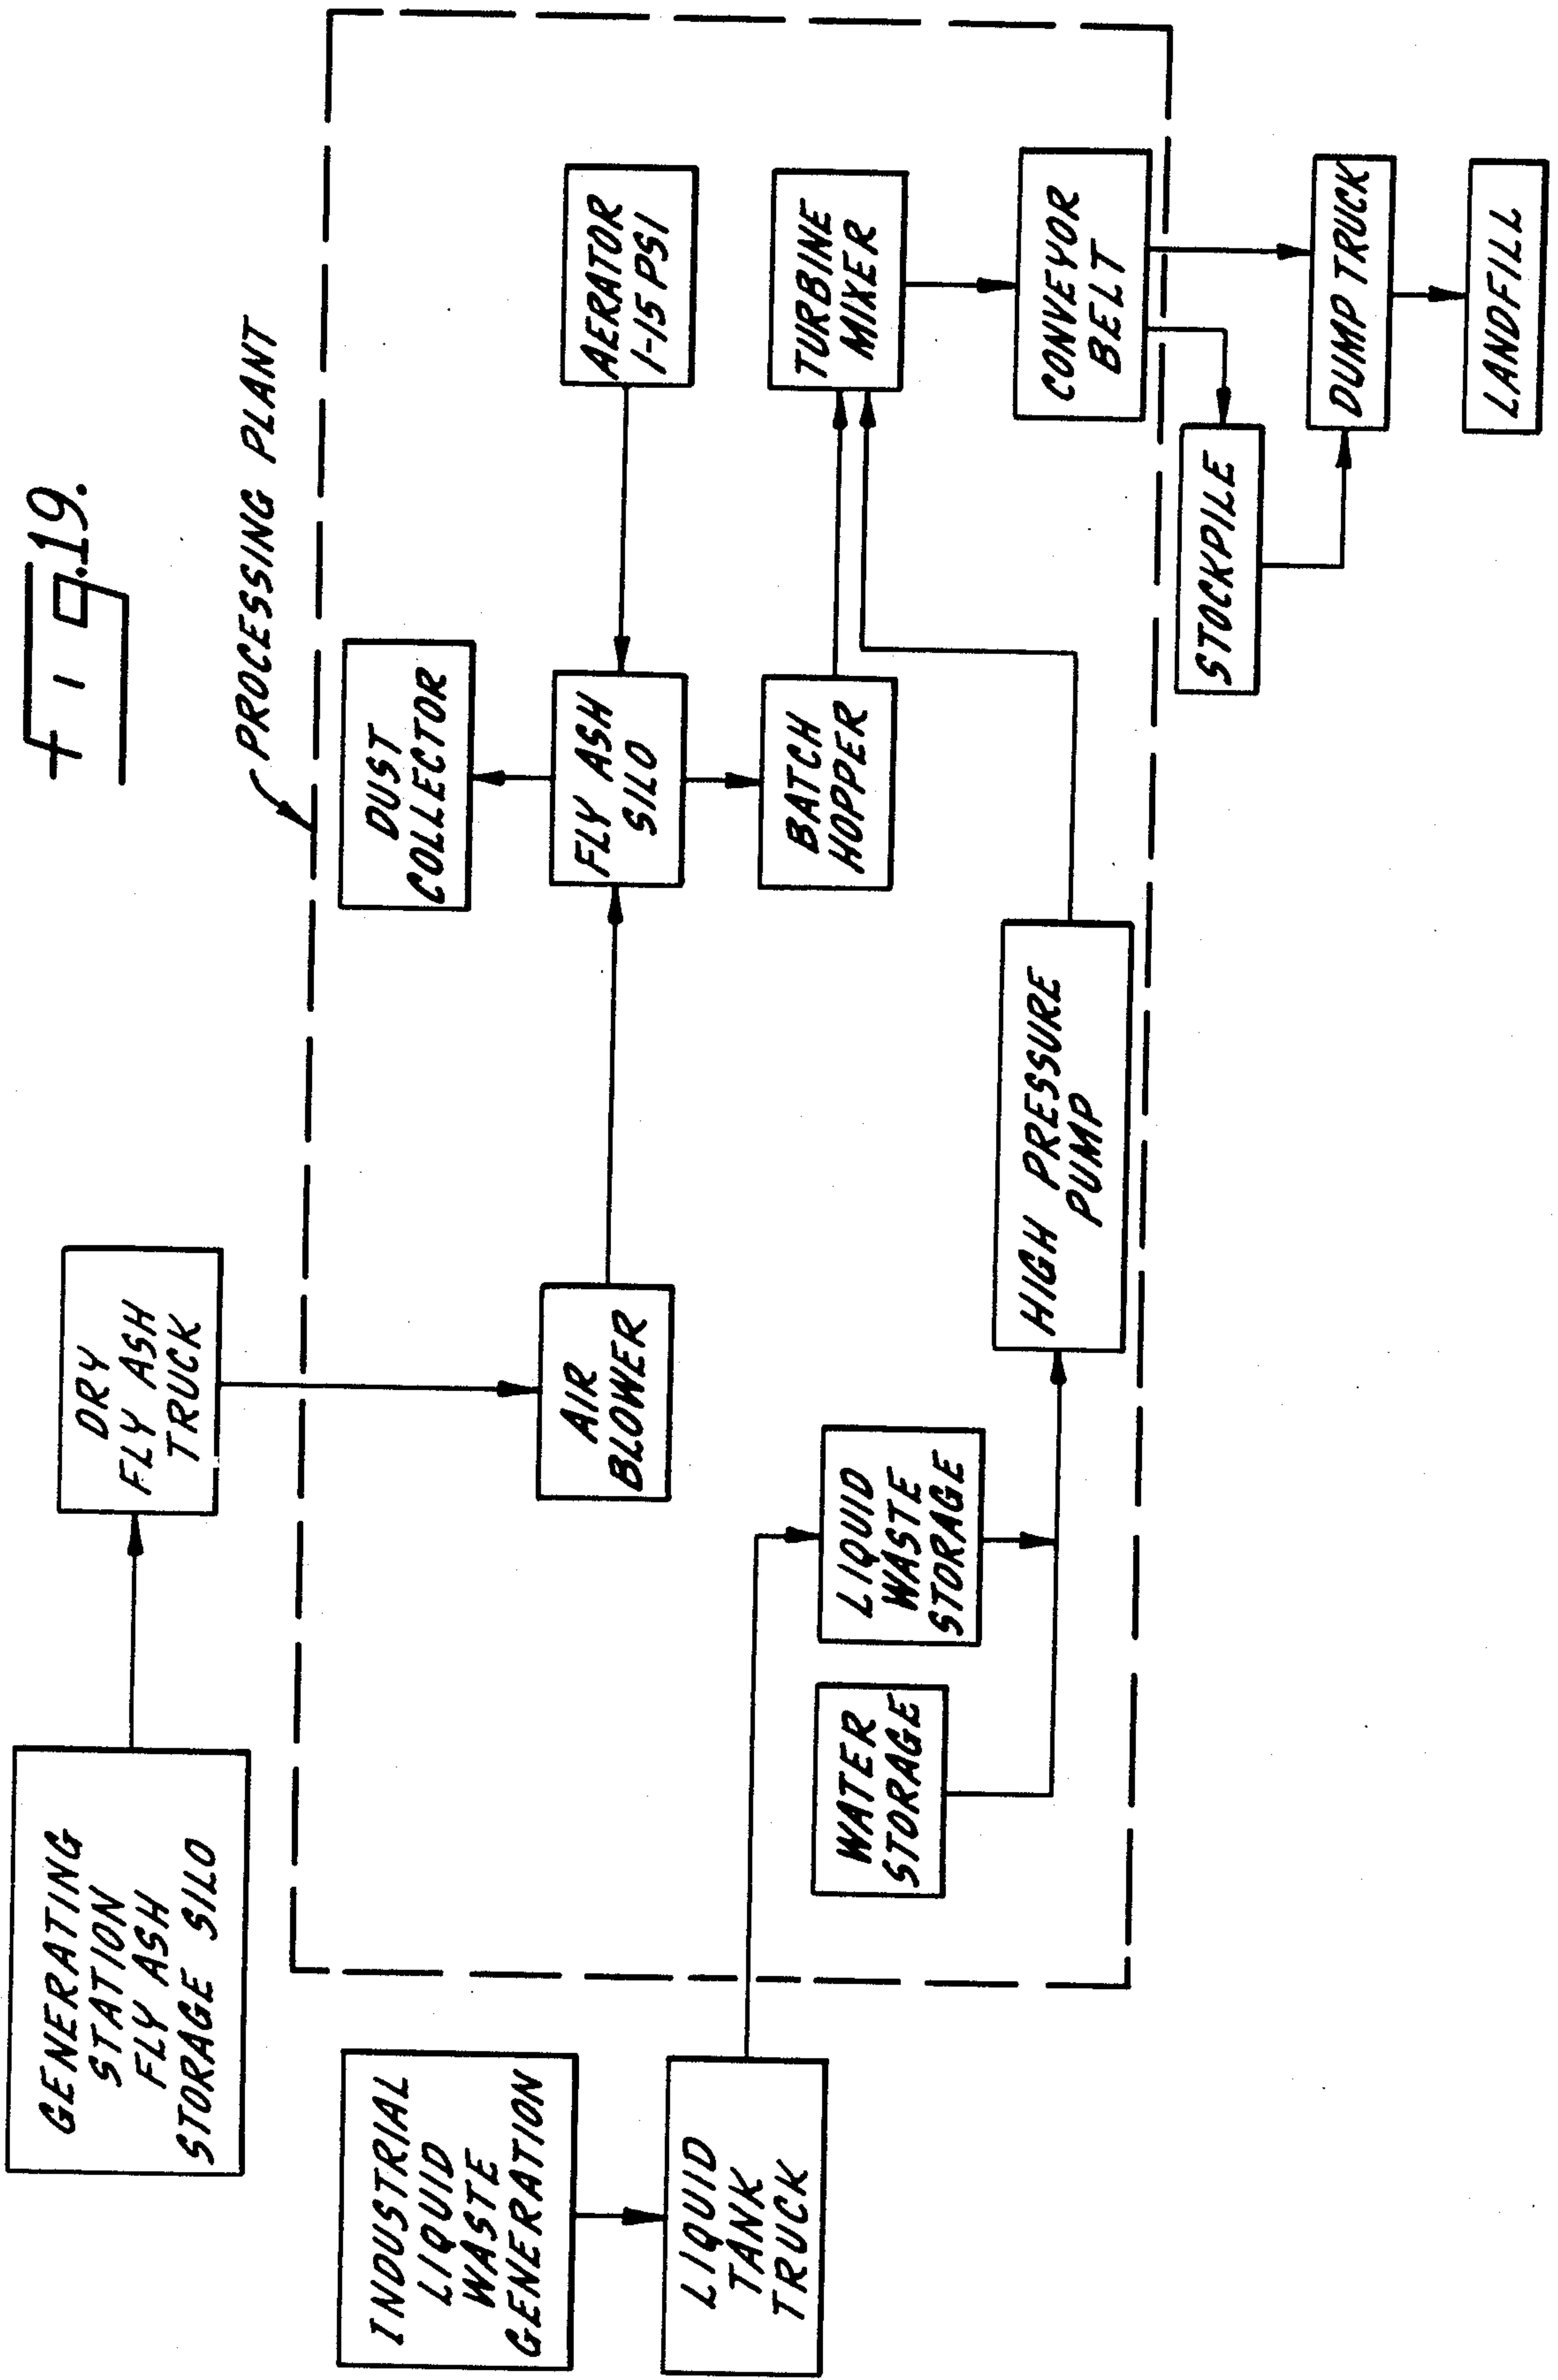 Fig.19.
PROCESSING PLANT
GENERATING
STATION
FLY ASH
STORAGE SILO
DRY
FLY ASH
TRUCK
INDUSTRIAL
LIQUID
WASTE
GENERATION
LIQUID
TANK
TRUCK
AIR
BLOWER
DUST
COLLECTOR
FLY ASH
SILO
AERATOR
1-15 PSI
BATCH
HOPPER
TURBINE
MIXER
WATER
STORAGE
LIQUID
WASTE
STORAGE
HIGH PRESSURE
PUMP
CONVEYOR
BELT
STOCKPILE
DUMP TRUCK
LANDFILL